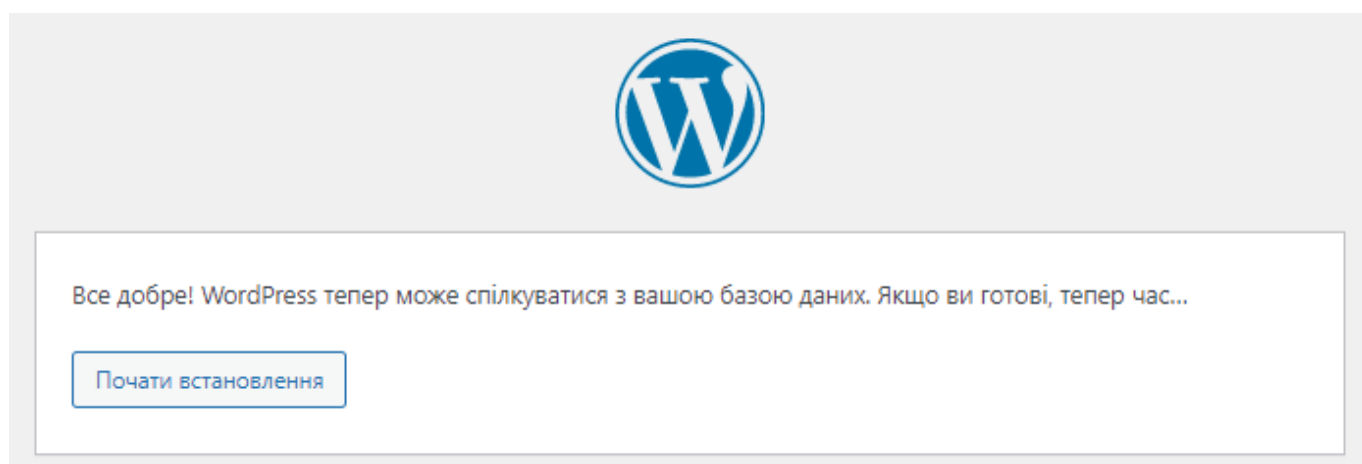 Все добре! WordPress тепер може спілкуватися з вашою базою даних. Якщо ви готові, тепер час...
Почати встановлення